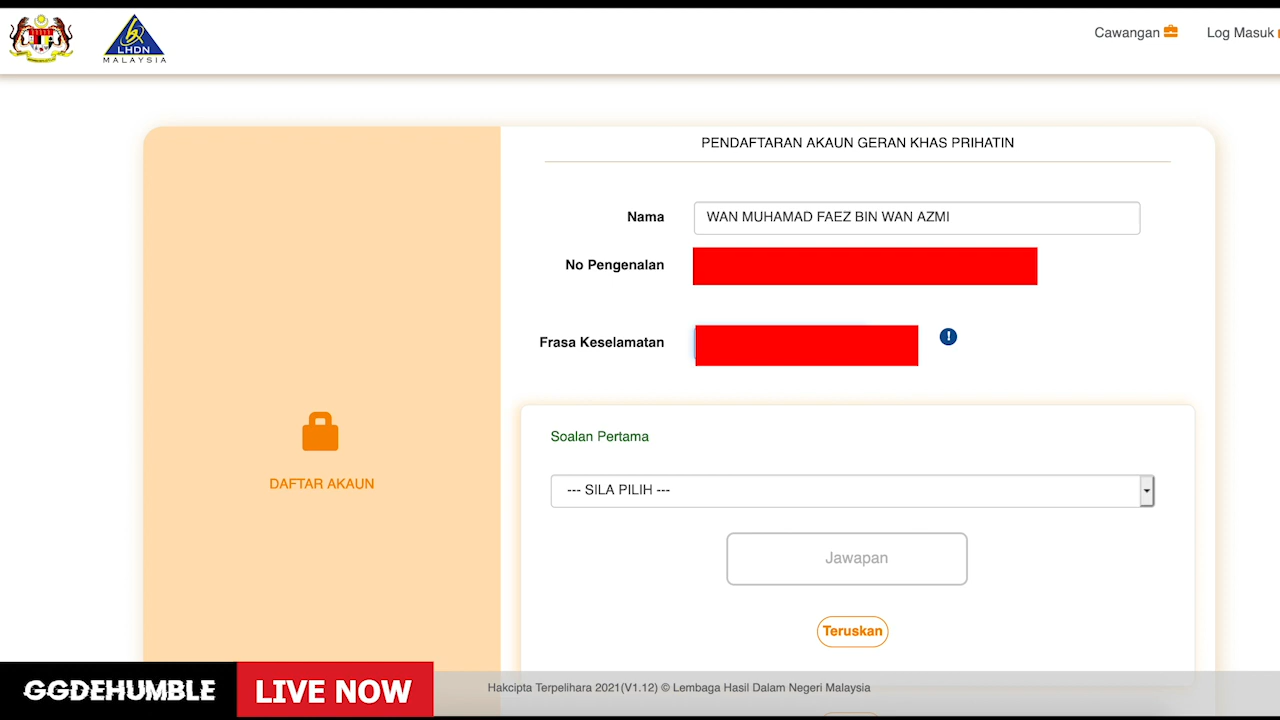 LHDN
MALAYSIA
Cawangan
Log Masuk
PENDAFTARAN AKAUN GERAN KHAS PRIHATIN
Nama
WAN MUHAMAD FAEZ BIN WAN AZMI
No Pengenalan
Frasa Keselamatan
DAFTAR AKAUN
Soalan Pertama
--- SILA PILIH ---
Jawapan
Teruskan
GGDEHUMBLE
LIVE NOW
Hakcipta Terpelihara 2021(V1.12) © Lembaga Hasil Dalam Negeri Malaysia